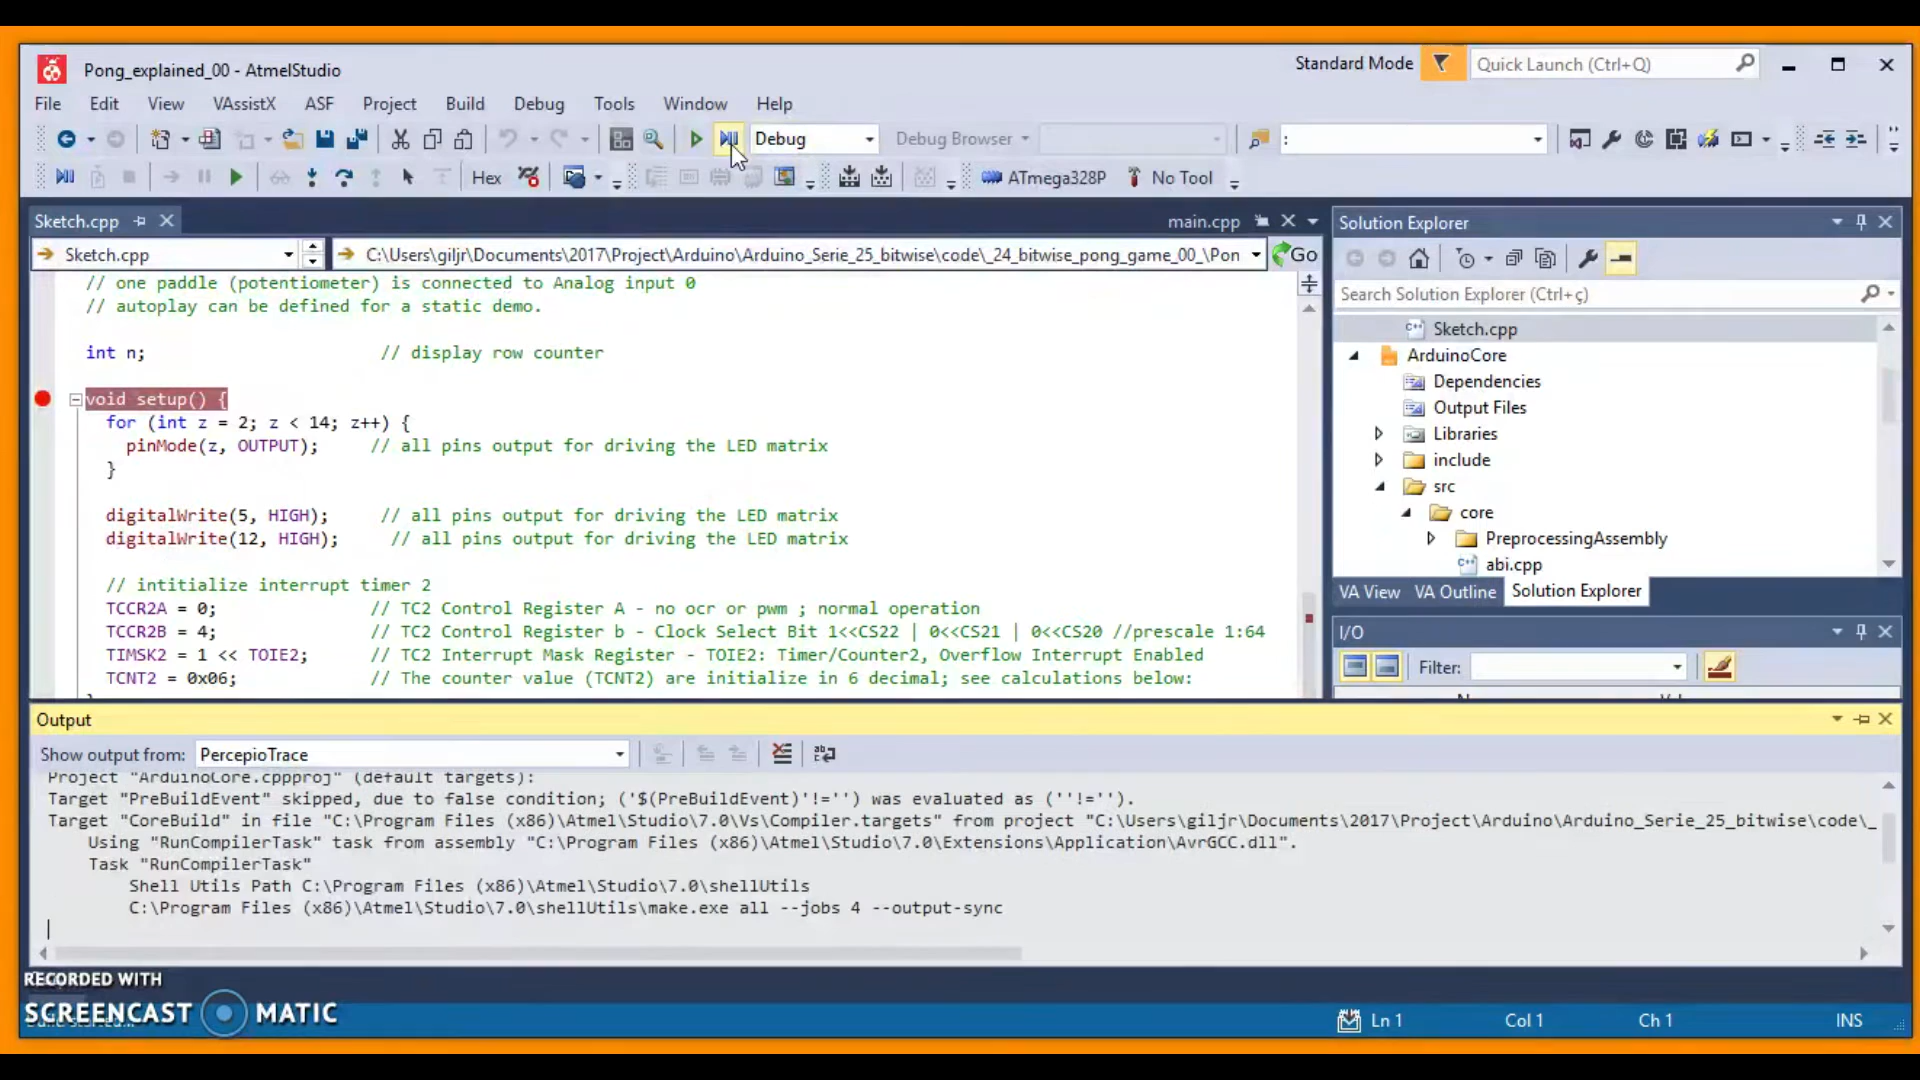 Pong_explained_00 - AtmelStudio
Standard Mode
Quick Launch (Ctrl+Q)
File Edit View VAssistX ASF Project Build Debug Tools Window Help
Debug
Debug Browser
:
Hex
ATmega328P
No Tool
Sketch.cpp
main.cpp
Sketch.cpp
C:\Users\giljr\Documents\2017\Project\Arduino\Arduino_Serie_25_bitwise\code\_24_bitwise_pong_game_00_\Pon
Go
// one paddle (potentiometer) is connected to Analog input 0
// autoplay can be defined for a static demo.
int n; // display row counter
void setup() {
for (int z = 2; z < 14; z++) {
pinMode(z, OUTPUT); // all pins output for driving the LED matrix
}
digitalWrite(5, HIGH); // all pins output for driving the LED matrix
digitalWrite(12, HIGH); // all pins output for driving the LED matrix
// intitialize interrupt timer 2
TCCR2A = 0; // TC2 Control Register A - no ocr or pwm ; normal operation
TCCR2B = 4; // TC2 Control Register b - Clock Select Bit 1<<CS22 | 0<<CS21 | 0<<CS20 //prescale 1:64
TIMSK2 = 1 << TOIE2; // TC2 Interrupt Mask Register - TOIE2: Timer/Counter2, Overflow Interrupt Enabled
TCNT2 = 0x06; // The counter value (TCNT2) are initialize in 6 decimal; see calculations below:
Solution Explorer
Search Solution Explorer (Ctrl+ç)
Sketch.cpp
ArduinoCore
Dependencies
Output Files
Libraries
include
src
core
PreprocessingAssembly
abi.cpp
VA View VA Outline Solution Explorer
I/O
Filter:
Output
Show output from: PercepioTrace
Project "ArduinoCore.cppproj" (default targets):
Target "PreBuildEvent" skipped, due to false condition; ('$(PreBuildEvent)'!='') was evaluated as (''!='').
Target "CoreBuild" in file "C:\Program Files (x86)\Atmel\Studio\7.0\Vs\Compiler.targets" from project "C:\Users\giljr\Documents\2017\Project\Arduino\Arduino_Serie_25_bitwise\code\_
Using "RunCompilerTask" task from assembly "C:\Program Files (x86)\Atmel\Studio\7.0\Extensions\Application\AvrGCC.dll".
Task "RunCompilerTask"
Shell Utils Path C:\Program Files (x86)\Atmel\Studio\7.0\shellUtils
C:\Program Files (x86)\Atmel\Studio\7.0\shellUtils\make.exe all --jobs 4 --output-sync
RECORDED WITH
SCREENCAST MATIC
Ln 1
Col 1
Ch 1
INS